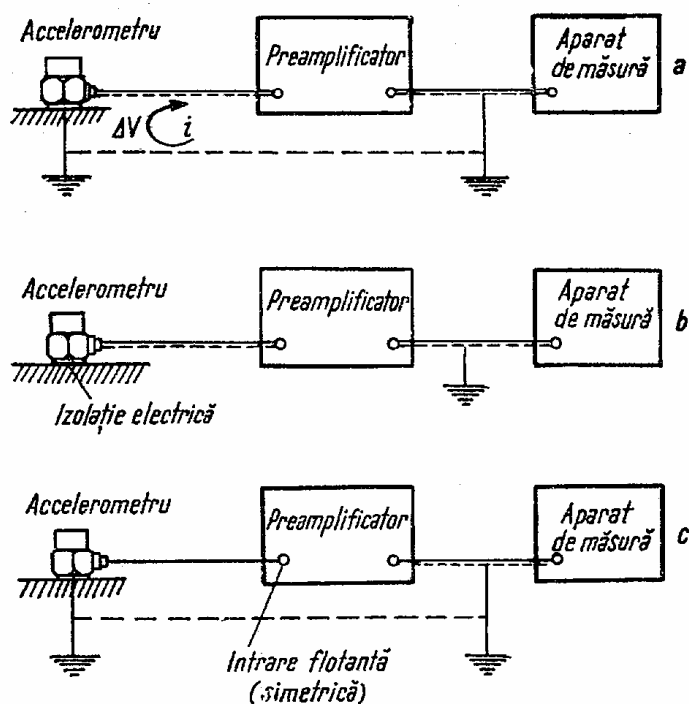 Accelerometru
Preamplificator
Aparat
de măsură
a
ΔV
i
Accelerometru
Preamplificator
Aparat
de măsură
b
Izolație electrică
Accelerometru
Preamplificator
Aparat
de măsură
c
Intrare flotantă
(simetrică)